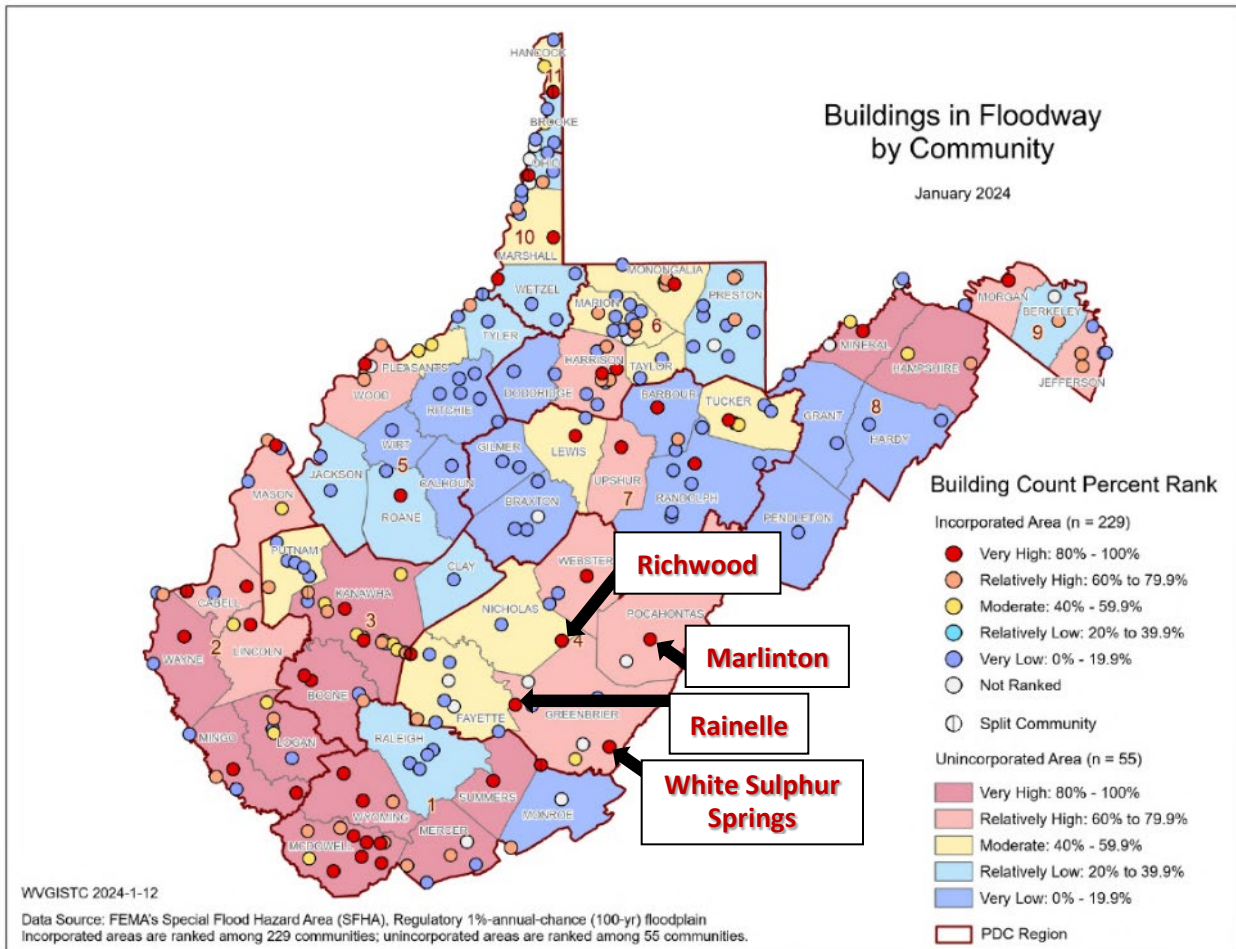 Buildings in Floodway
by Community
January 2024
HANCOCK
11
BROOKE
OHIO
10
MARSHALL
WETZEL
MONONGALIA
MARION
6
PRESTON
TYLER
PLEASANTS
HARRISON
TAYLOR
WOOD
RITCHIE
DODDRIDGE
BARBOUR
TUCKER
MINERAL
HAMPSHIRE
MORGAN
BERKELEY
9
JEFFERSON
GRANT
8
HARDY
WIRT
5
GILMER
LEWIS
UPSHUR
7
RANDOLPH
JACKSON
CALHOUN
ROANE
BRAXTON
PENDLETON
MASON
PUTNAM
CLAY
WEBSTER
NICHOLAS
4
POCAHONTAS
CABELL
KANAWHA
3
2
LINCOLN
WAYNE
BOONE
FAYETTE
GREENBRIER
MINGO
LOGAN
RALEIGH
1
SUMMERS
MONROE
WYOMING
MERCER
MCDOWELL
Richwood
Marlinton
Rainelle
White Sulphur
Springs
Building Count Percent Rank
Incorporated Area (n = 229)
Very High: 80% - 100%
Relatively High: 60% to 79.9%
Moderate: 40% - 59.9%
Relatively Low: 20% to 39.9%
Very Low: 0% - 19.9%
Not Ranked
Split Community
Unincorporated Area (n = 55)
Very High: 80% - 100%
Relatively High: 60% to 79.9%
Moderate: 40% - 59.9%
Relatively Low: 20% to 39.9%
Very Low: 0% - 19.9%
PDC Region
WVGISTC 2024-1-12
Data Source: FEMA's Special Flood Hazard Area (SFHA), Regulatory 1%-annual-chance (100-yr) floodplain
Incorporated areas are ranked among 229 communities; unincorporated areas are ranked among 55 communities.